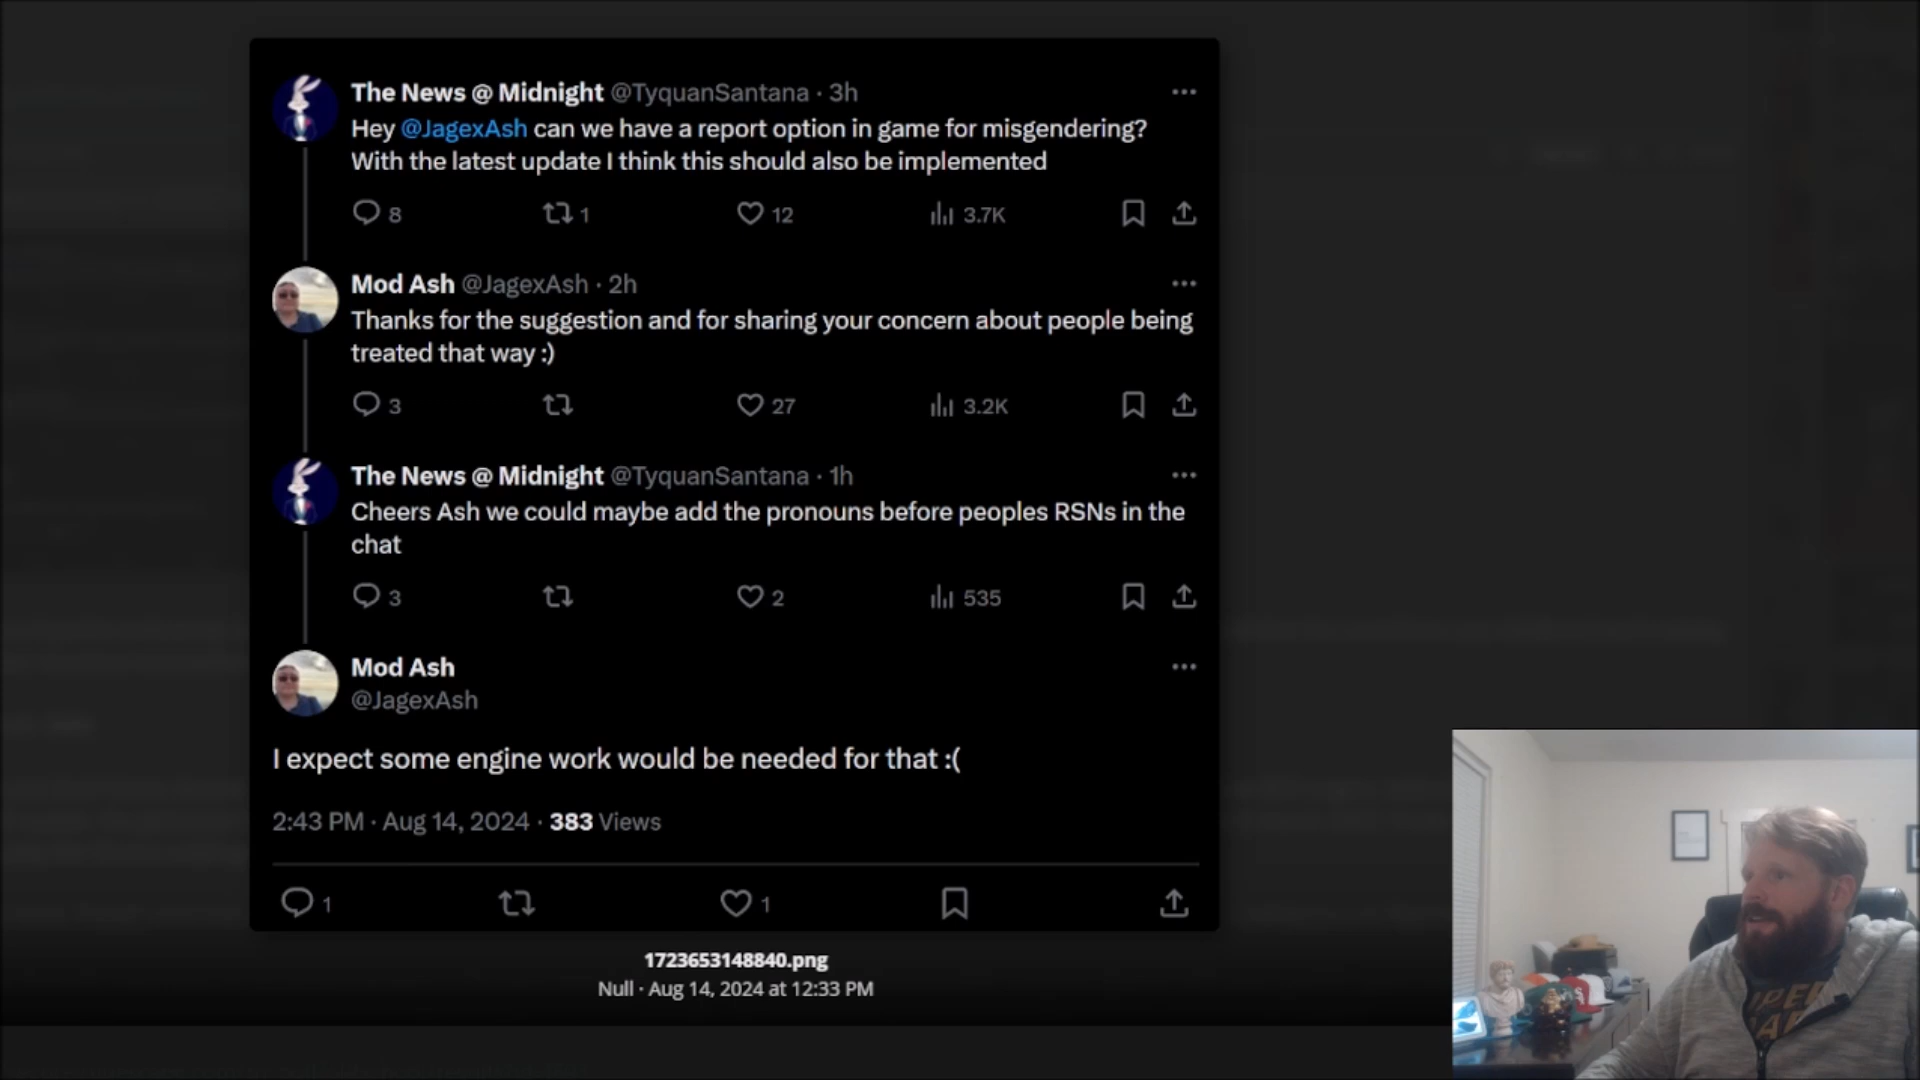 The News @ Midnight @TyquanSantana · 3h
Hey @JagexAsh can we have a report option in game for misgendering?
With the latest update I think this should also be implemented
8 1 12 3.7K
Mod Ash @JagexAsh · 2h
Thanks for the suggestion and for sharing your concern about people being
treated that way :)
3 27 3.2K
The News @ Midnight @TyquanSantana · 1h
Cheers Ash we could maybe add the pronouns before peoples RSNs in the
chat
3 2 535
Mod Ash
@JagexAsh
I expect some engine work would be needed for that :(
2:43 PM · Aug 14, 2024 · 383 Views
1 1
1723653148840.png
Null · Aug 14, 2024 at 12:33 PM